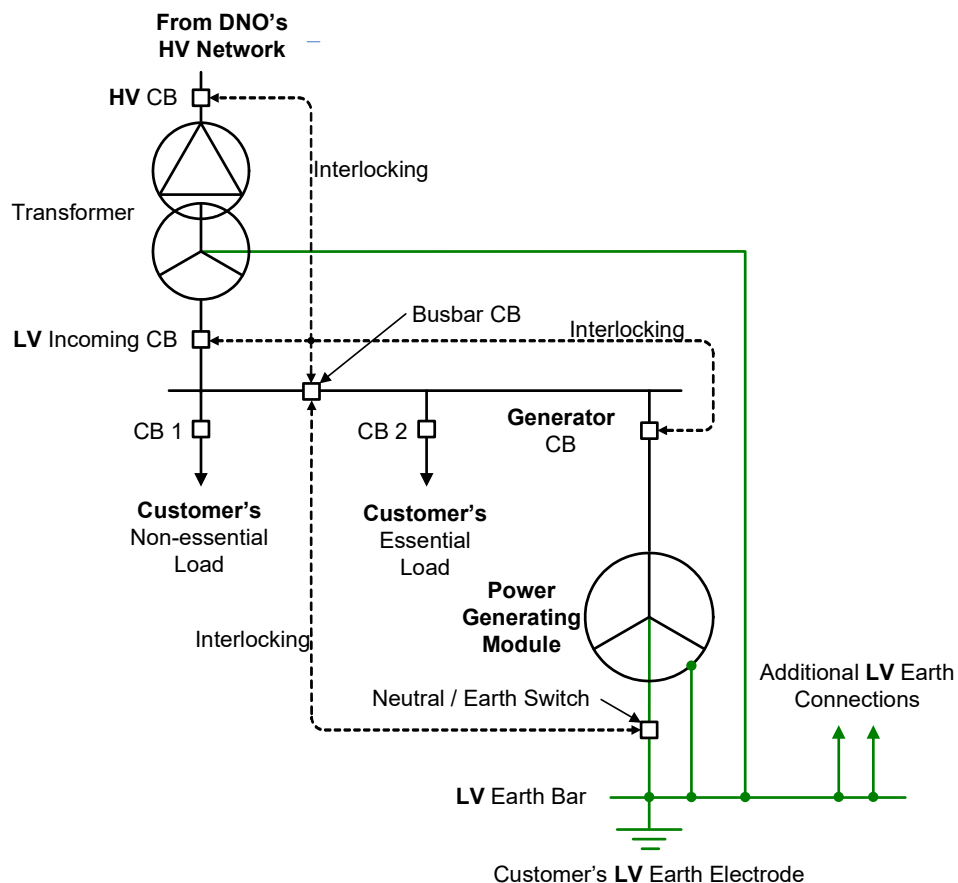 From DNO's
HV Network
HV CB
Interlocking
Transformer
Busbar CB
LV Incoming CB
Interlocking
CB 1
CB 2
Generator
CB
Customer's
Non-essential
Load
Customer's
Essential
Load
Power
Generating
Module
Interlocking
Additional LV Earth
Connections
Neutral / Earth Switch
LV Earth Bar
Customer's LV Earth Electrode